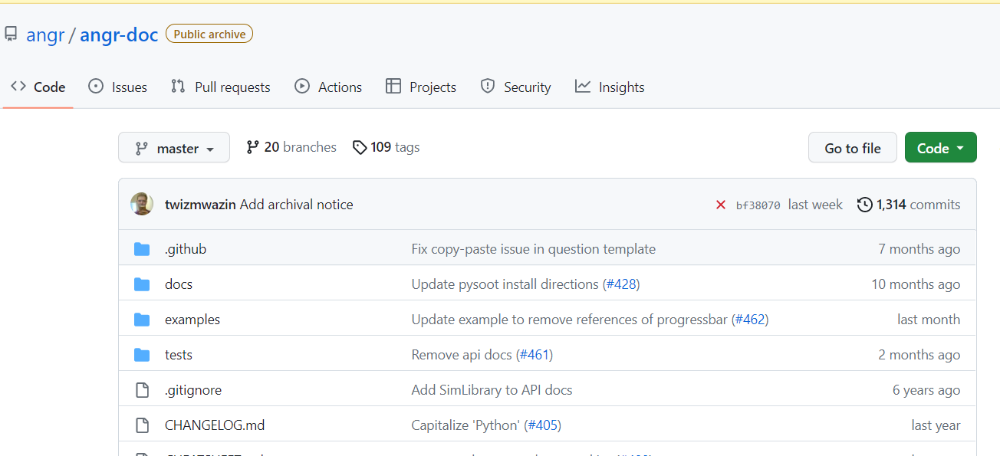 angr / angr-doc Public archive
Code Issues Pull requests Actions Projects Security Insights
master 20 branches 109 tags Go to file Code
twizmwazin Add archival notice bf38070 last week 1,314 commits
.github Fix copy-paste issue in question template 7 months ago
docs Update pysoot install directions (#428) 10 months ago
examples Update example to remove references of progressbar (#462) last month
tests Remove api docs (#461) 2 months ago
.gitignore Add SimLibrary to API docs 6 years ago
CHANGELOG.md Capitalize 'Python' (#405) last year